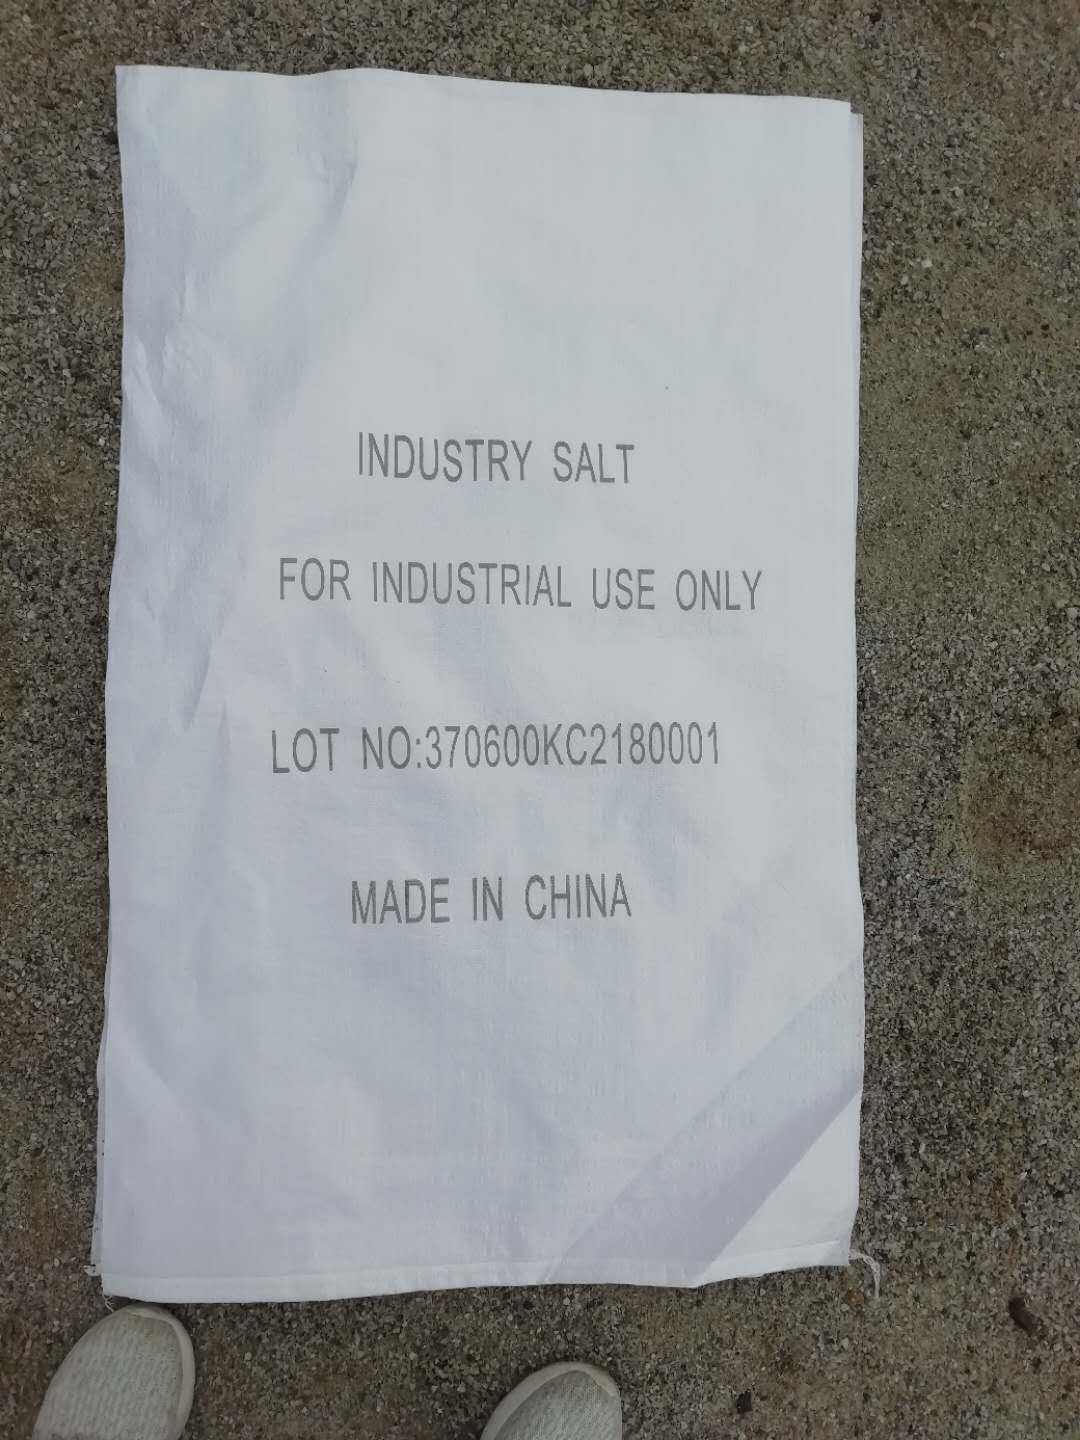 INDUSTRY SALT
FOR INDUSTRIAL USE ONLY
LOT NO:370600KC2180001
MADE IN CHINA